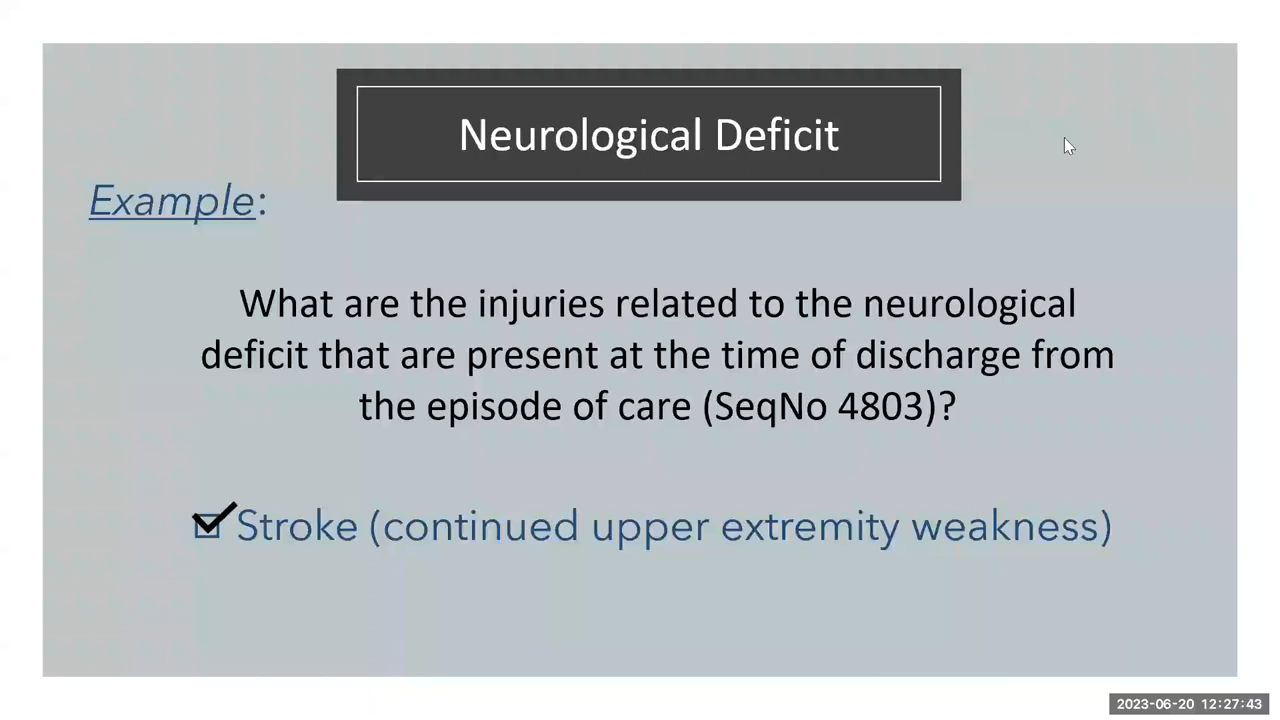 Neurological Deficit
Example:
What are the injuries related to the neurological
deficit that are present at the time of discharge from
the episode of care (SeqNo 4803)?
Stroke (continued upper extremity weakness)
2023-06-20 12:27:43